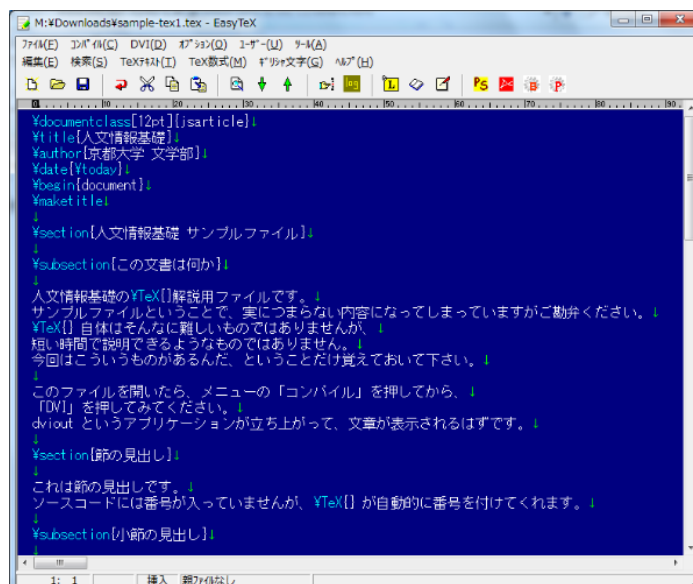 M:¥Downloads¥sample-tex1.tex - EasyTeX
ファイル(F) コンパイル(C) DVI(D) オプション(O) ユーザー(U) ツール(A)
編集(E) 検索(S) TeXテキスト(I) TeX数式(M) ギリシャ文字(G) ヘルプ(H)
0 10 20 30 40 50 60 70 80 90
¥documentclass[12pt]{jsarticle}↓
¥title{人文情報基礎}↓
¥author{京都大学 文学部}↓
¥date{¥today}↓
¥begin{document}↓
¥maketitle↓
↓
¥section{人文情報基礎 サンプルファイル}↓
↓
¥subsection{この文書は何か}↓
↓
人文情報基礎の¥TeX{}解説用ファイルです。↓
サンプルファイルということで、実につまらない内容になってしまっていますがご勘弁ください。↓
¥TeX{} 自体はそんなに難しいものではありませんが、↓
短い時間で説明できるようなものではありません。↓
今回はこういうものがあるんだ、ということだけ覚えておいて下さい。↓
↓
このファイルを開いたら、メニューの「コンパイル」を押してから、↓
「DVI」を押してみてください。↓
dviout というアプリケーションが立ち上がって、文章が表示されるはずです。↓
↓
¥section{節の見出し}↓
↓
これは節の見出しです。↓
ソースコードには番号が入っていませんが、¥TeX{} が自動的に番号を付けてくれます。↓
↓
¥subsection{小節の見出し}↓
↓
1: 1 挿入 親ファイルなし